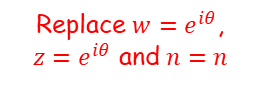 Replace w = e^{iθ},
z = e^{iθ} and n = n